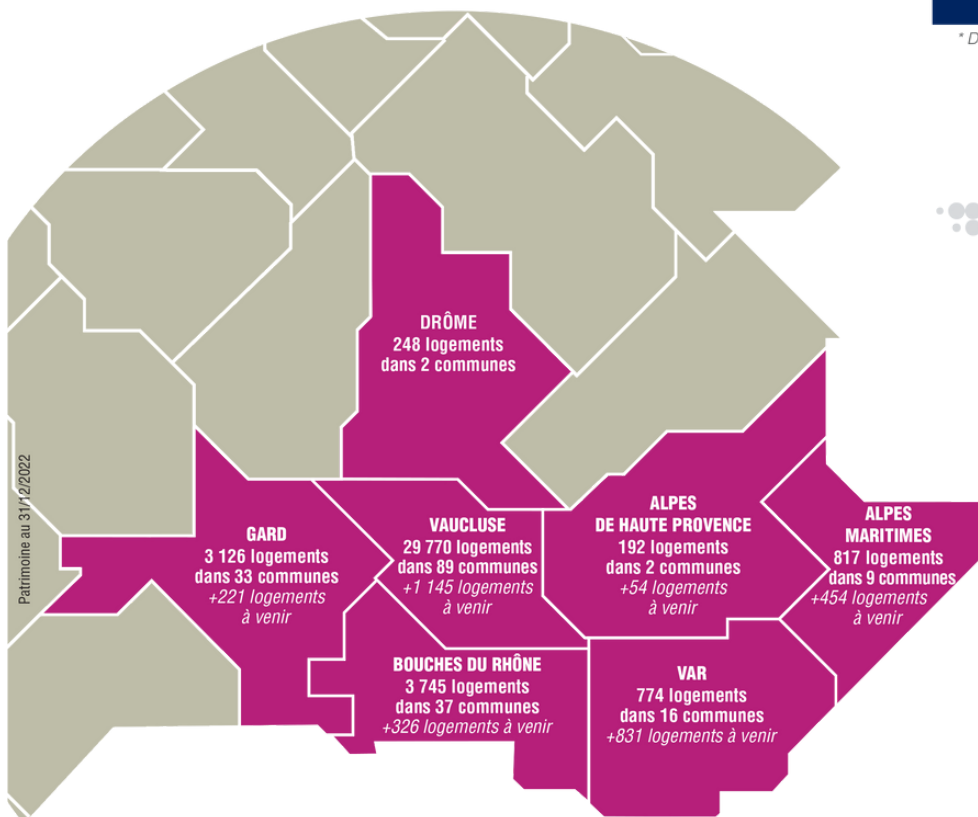 * D
DRÔME
248 logements
dans 2 communes
Patrimoine au 31/12/2022
GARD
3 126 logements
dans 33 communes
+221 logements
à venir
VAUCLUSE
29 770 logements
dans 89 communes
+1 145 logements
à venir
ALPES
DE HAUTE PROVENCE
192 logements
dans 2 communes
+54 logements
à venir
ALPES
MARITIMES
817 logements
dans 9 communes
+454 logements
à venir
BOUCHES DU RHÔNE
3 745 logements
dans 37 communes
+326 logements à venir
VAR
774 logements
dans 16 communes
+831 logements à venir